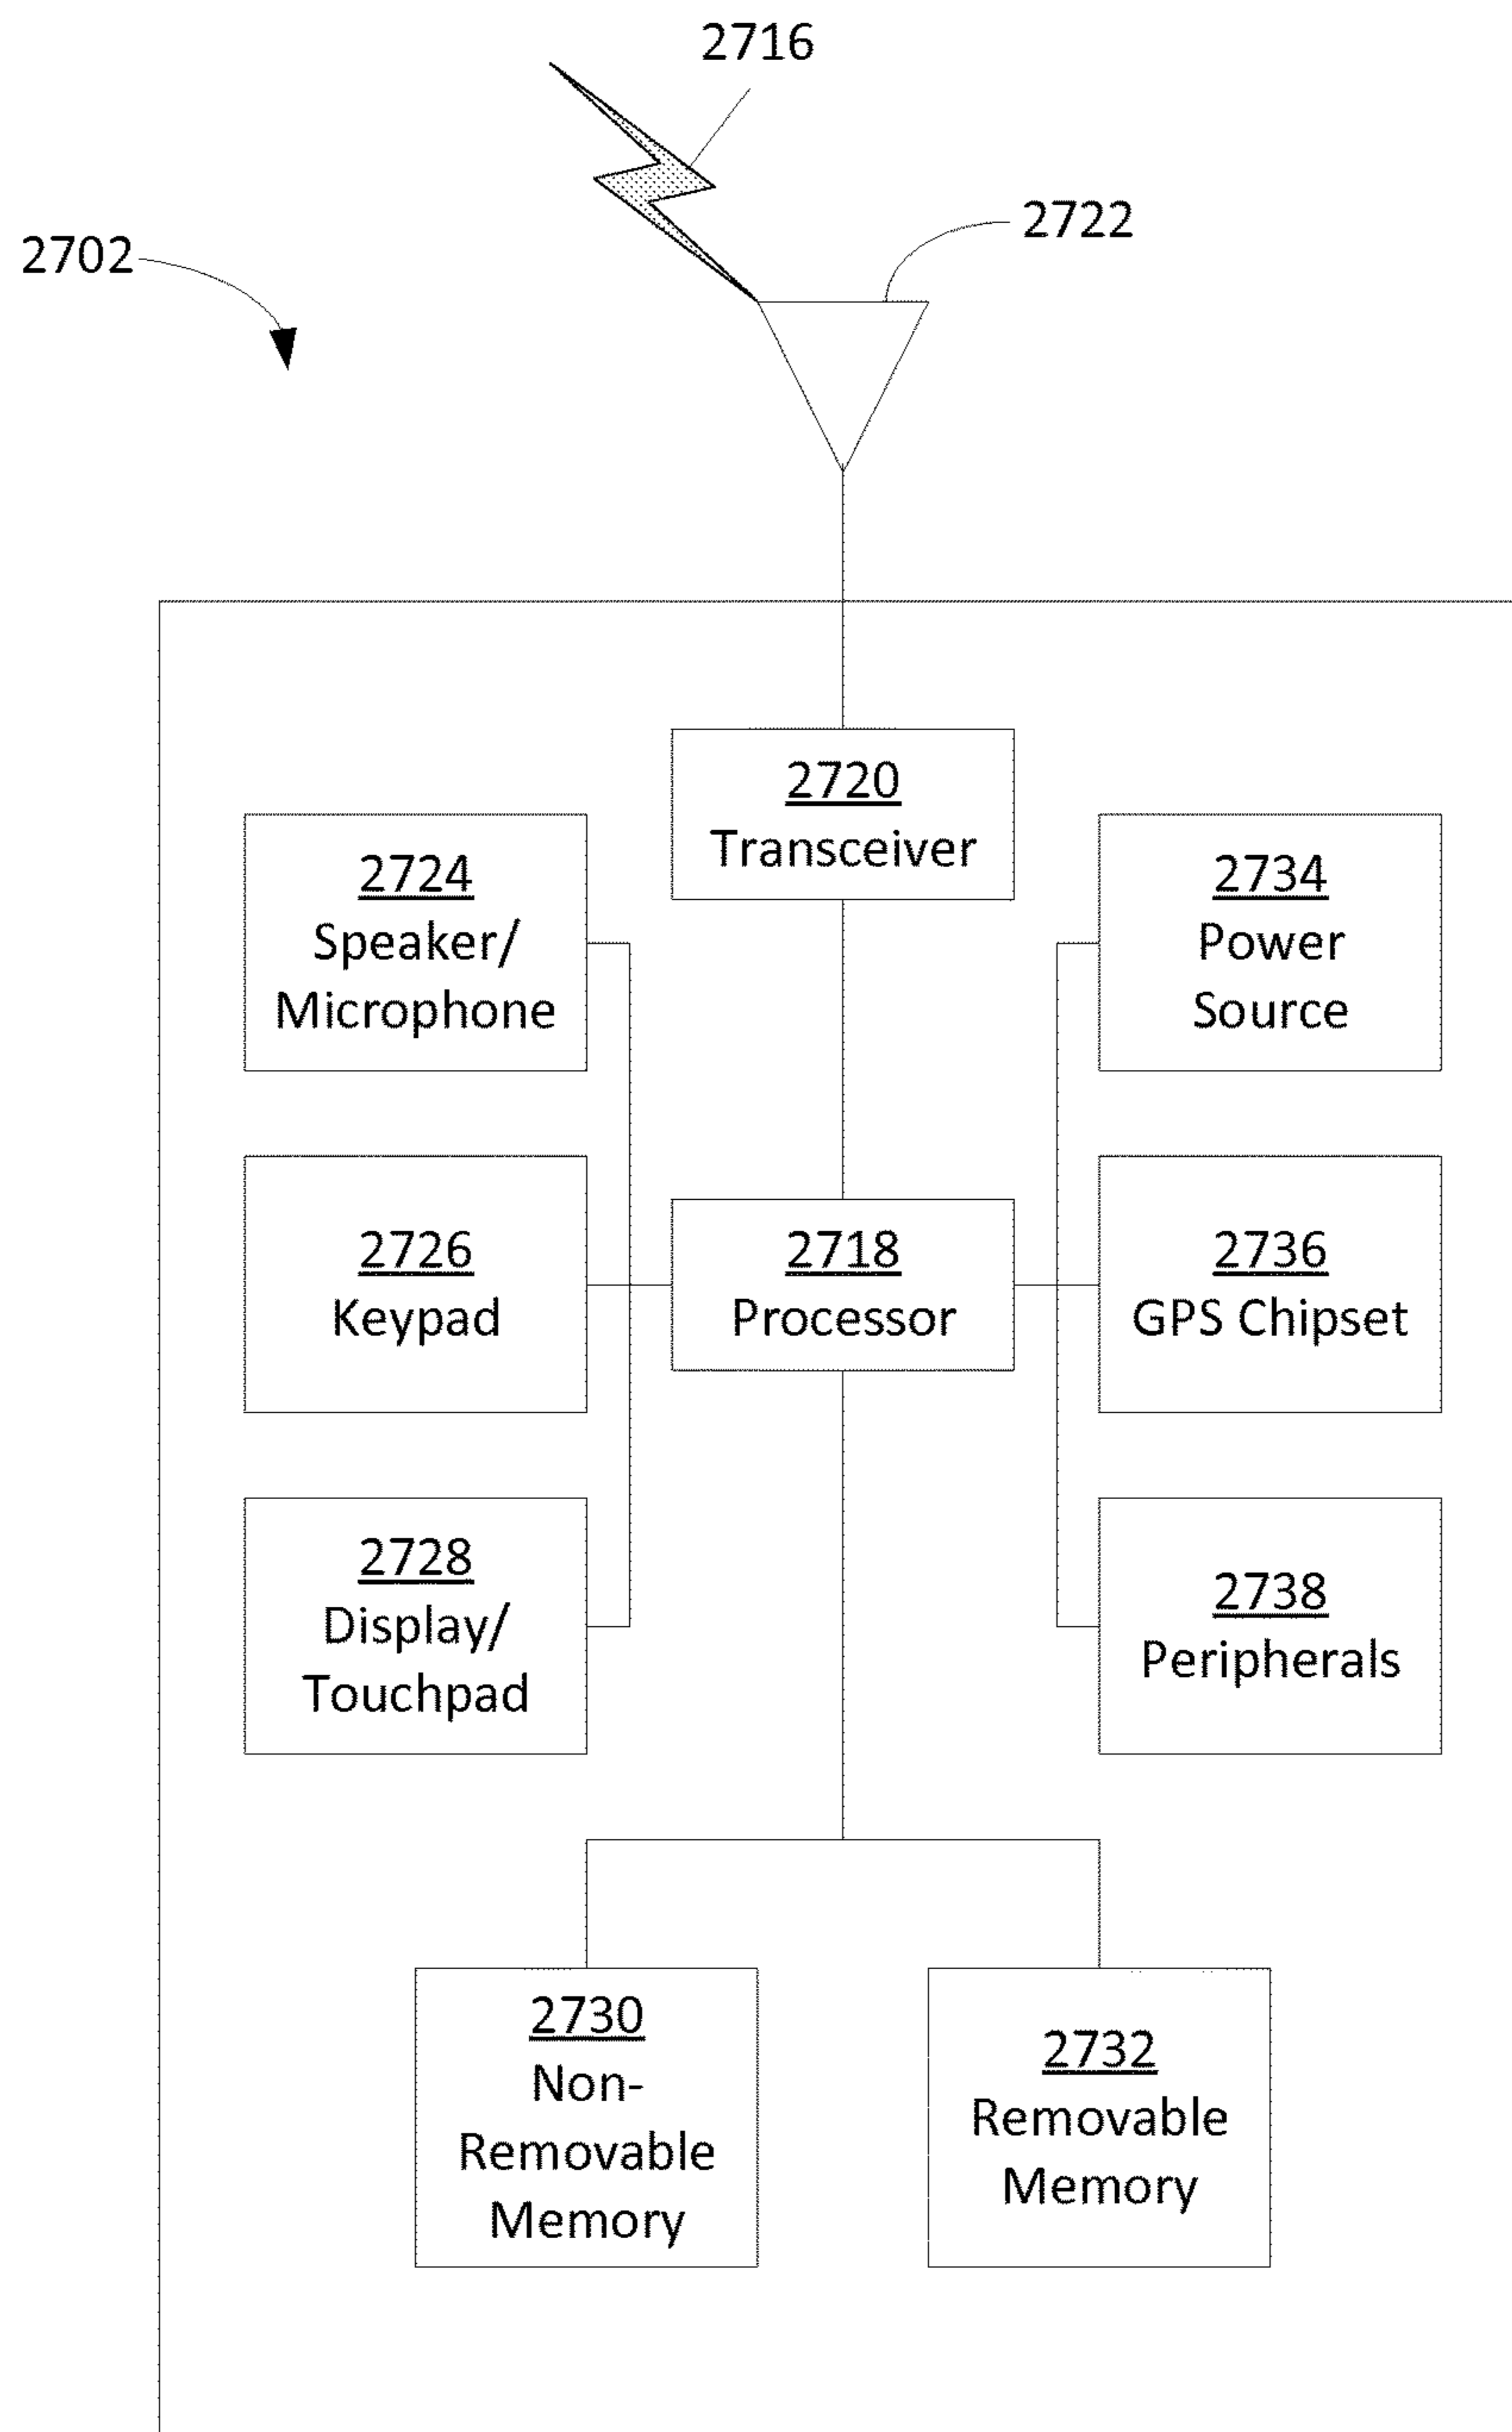 2716
2722
2702
2720
Transceiver
2724
Speaker/
Microphone
2734
Power
Source
2726
Keypad
2718
Processor
2736
GPS Chipset
2728
Display/
Touchpad
2738
Peripherals
2730
Non-
Removable
Memory
2732
Removable
Memory